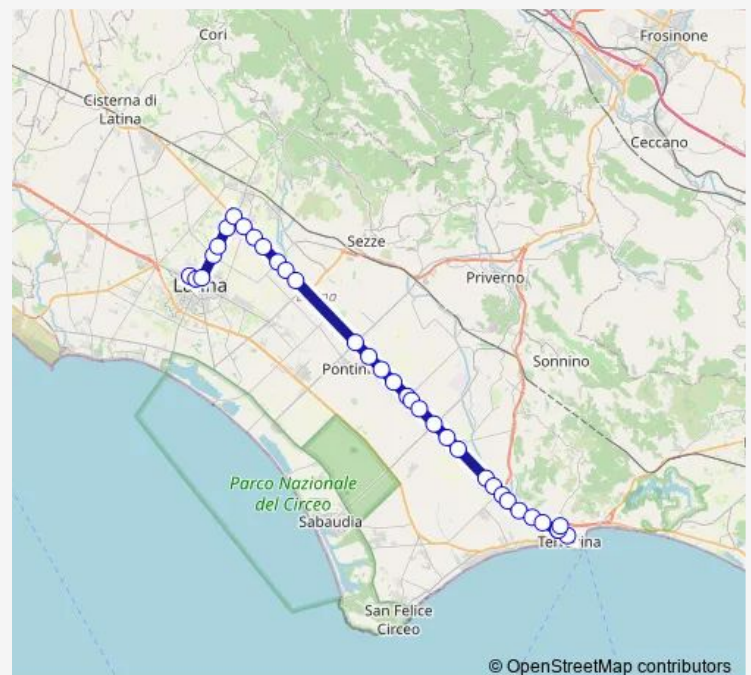 Cori
Frosinone
Cisterna di
Latina
Ceccano
Sezze
Priverno
Sonnino
Parco Nazionale
del Circeo
Sabaudia
San Felice
Circeo
© OpenStreetMap contributors